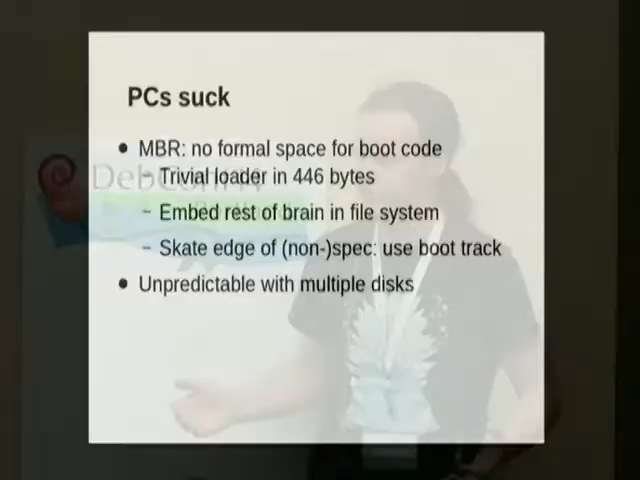 PCs suck
• MBR: no formal space for boot code
– Trivial loader in 446 bytes
– Embed rest of brain in file system
– Skate edge of (non-)spec: use boot track
• Unpredictable with multiple disks